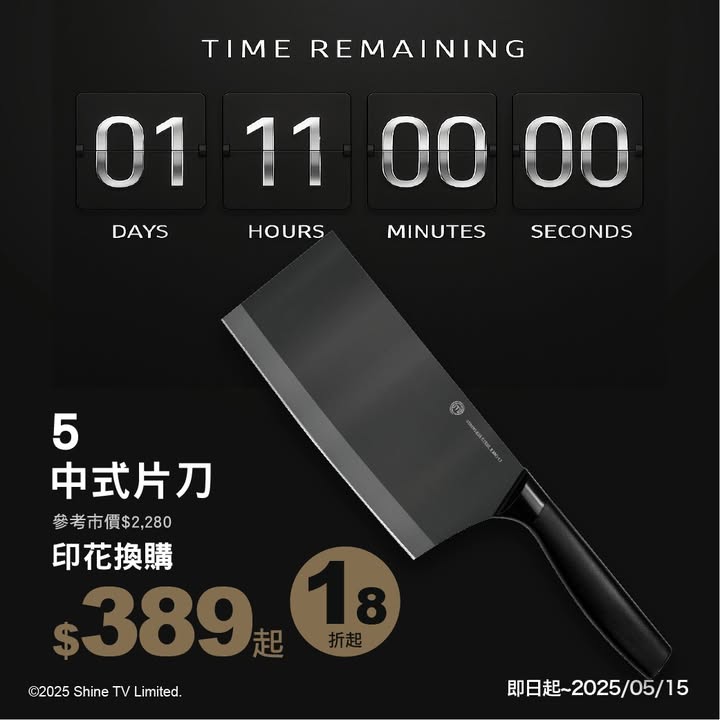 TIME REMAINING
01 11 00 00
DAYS HOURS MINUTES SECONDS
5
中式片刀
參考市價$2,280
印花換購
$389起
18折起
©2025 Shine TV Limited.
即日起~2025/05/15